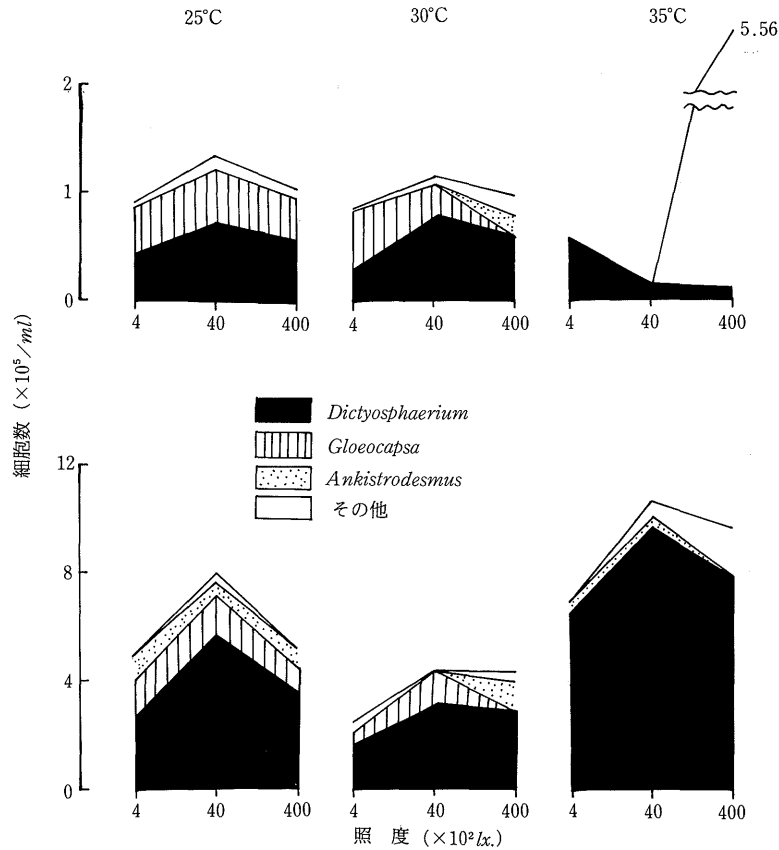 25℃ 30℃ 35℃
5.56
2
1
0
4 40 400 4 40 400 4 40 400
細胞数 (×10⁵/ml)
Dictyosphaerium
Gloeocapsa
Ankistrodesmus
その他
12
8
4
0
4 40 400 4 40 400 4 40 400
照 度 (×10² lx.)